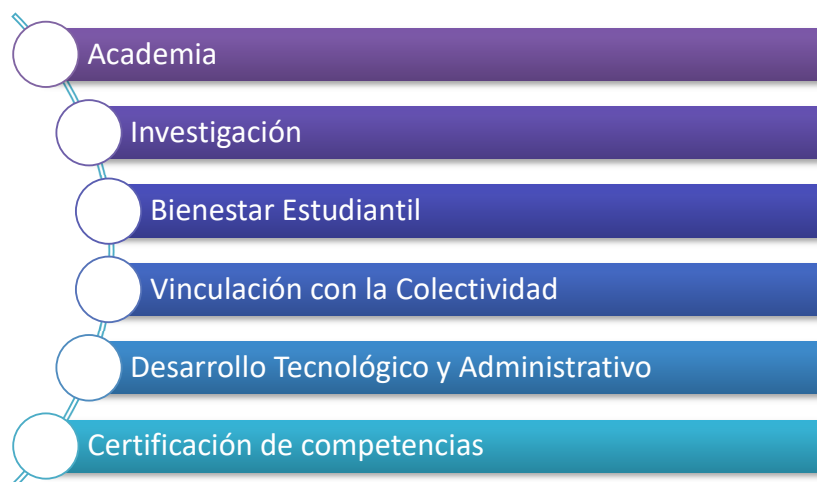 Academia
Investigación
Bienestar Estudiantil
Vinculación con la Colectividad
Desarrollo Tecnológico y Administrativo
Certificación de competencias